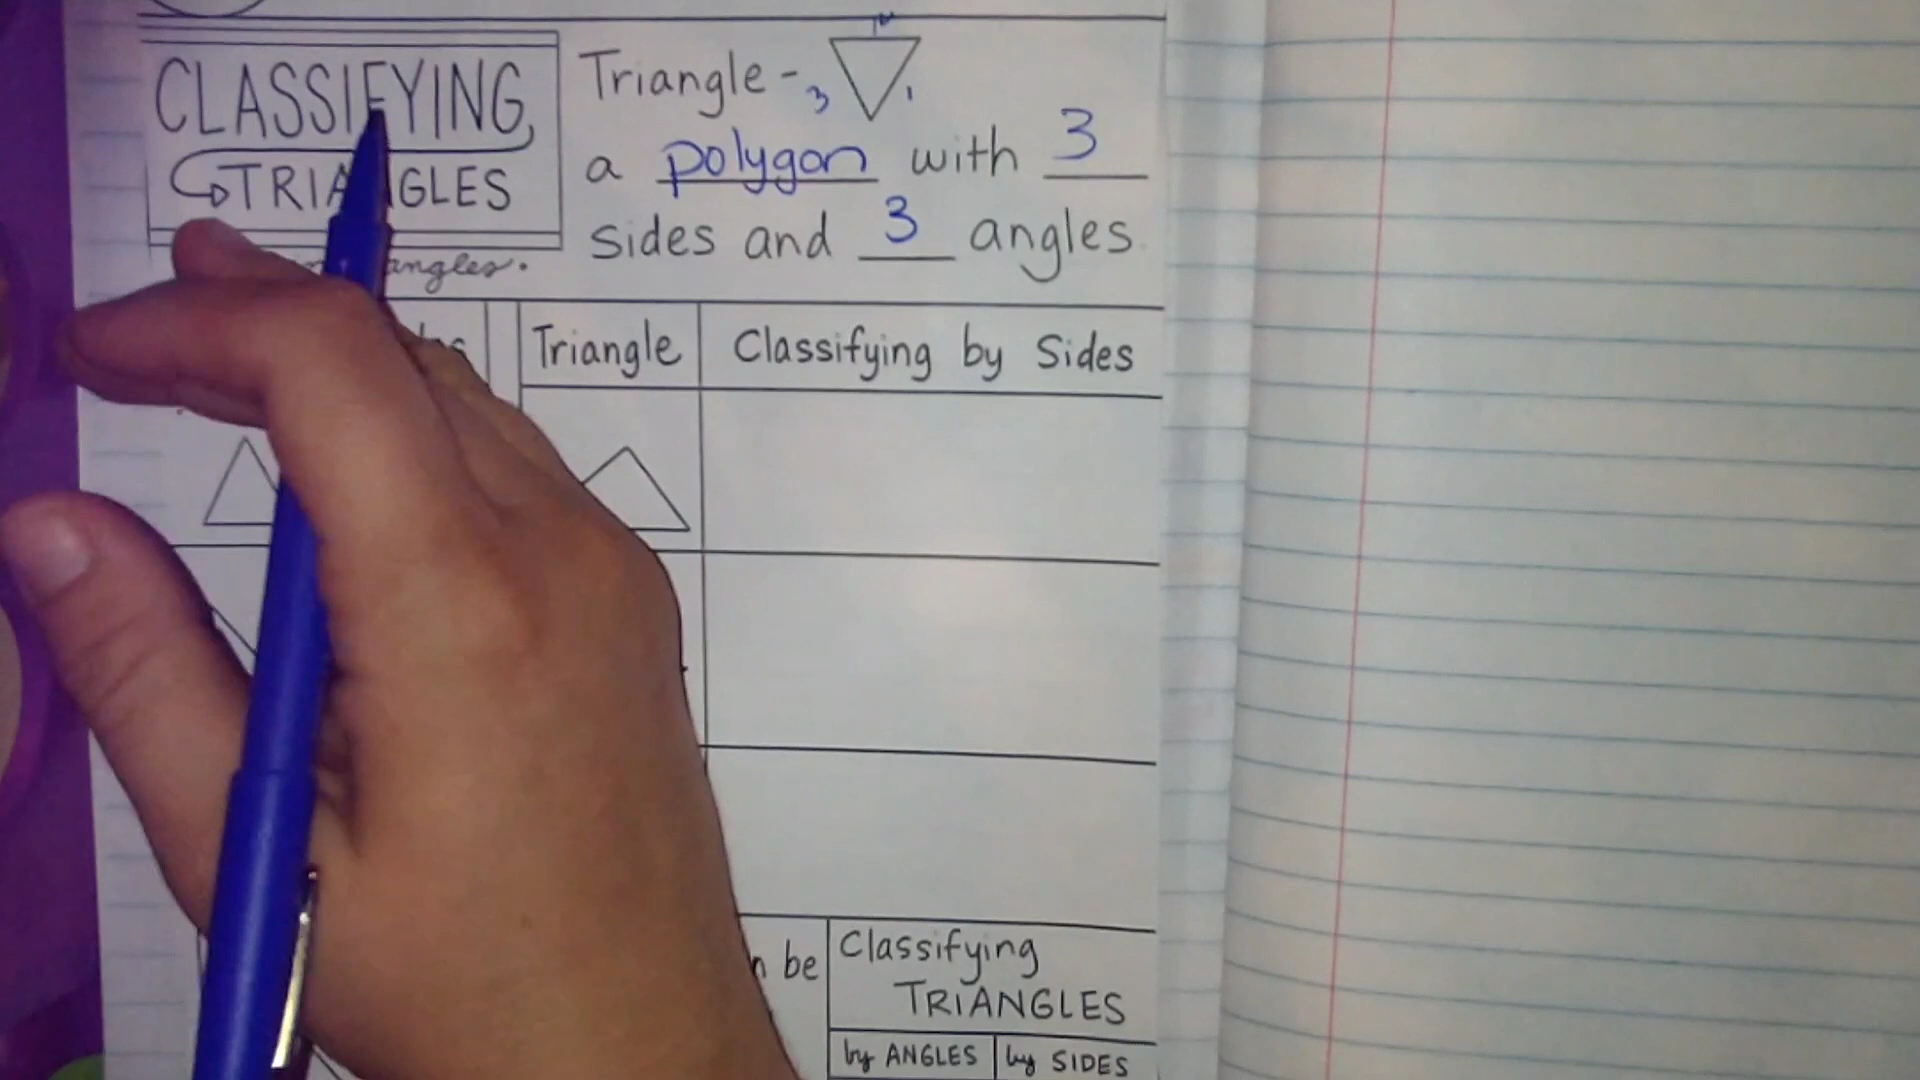 CLASSIFYING
TRIANGLES
angles.
Triangle -
3 1
a polygon with 3
sides and 3 angles
Triangle
Classifying by Sides
be
Classifying
TRIANGLES
by ANGLES
by SIDES